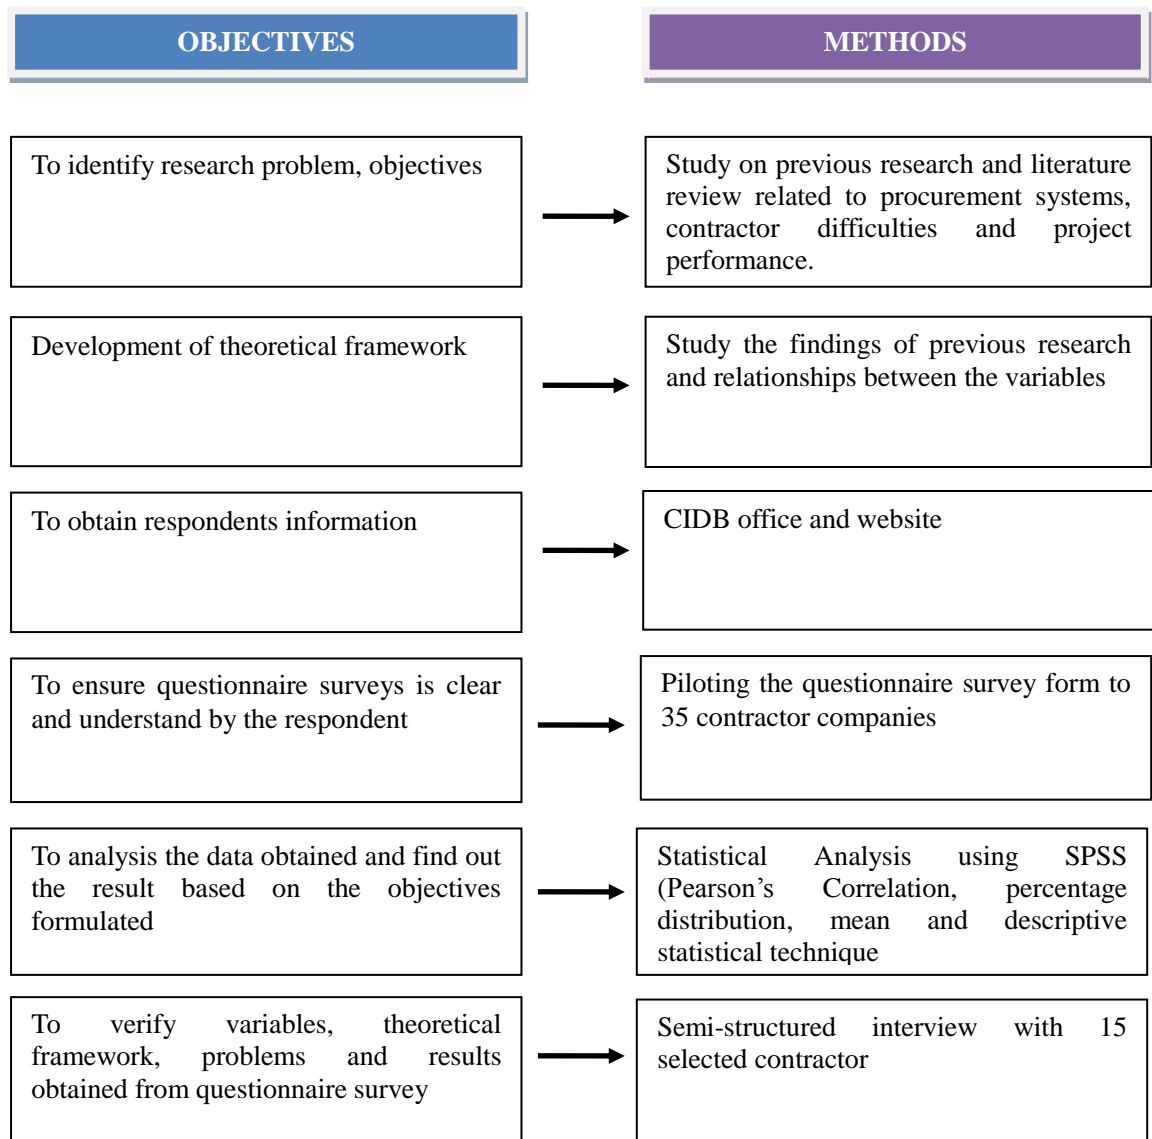 OBJECTIVES
METHODS
To identify research problem, objectives
Study on previous research and literature
review related to procurement systems,
contractor difficulties and project
performance.
Development of theoretical framework
Study the findings of previous research
and relationships between the variables
To obtain respondents information
CIDB office and website
To ensure questionnaire surveys is clear
and understand by the respondent
Piloting the questionnaire survey form to
35 contractor companies
To analysis the data obtained and find out
the result based on the objectives
formulated
Statistical Analysis using SPSS
(Pearson’s Correlation, percentage
distribution, mean and descriptive
statistical technique
To verify variables, theoretical
framework, problems and results
obtained from questionnaire survey
Semi-structured interview with 15
selected contractor